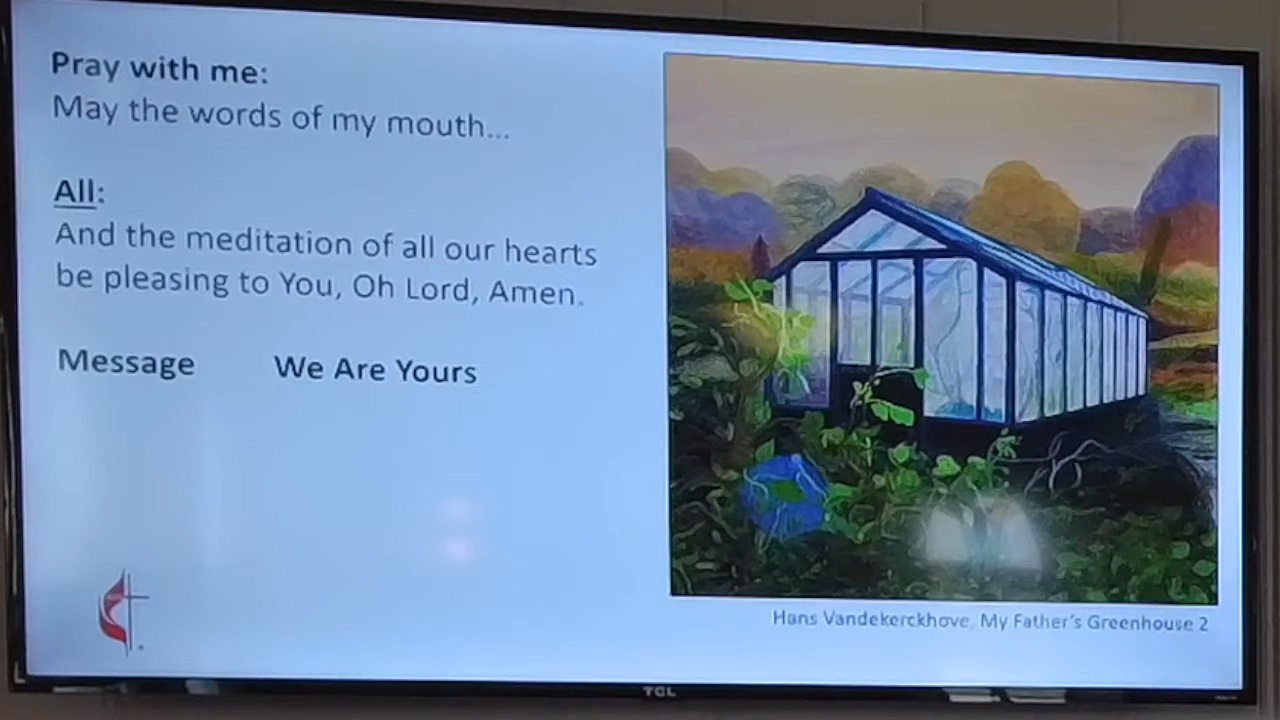 Pray with me:
May the words of my mouth...
All:
And the meditation of all our hearts
be pleasing to You, Oh Lord, Amen.
Message We Are Yours
Hans Vandekerckhove, My Father's Greenhouse 2
TCL